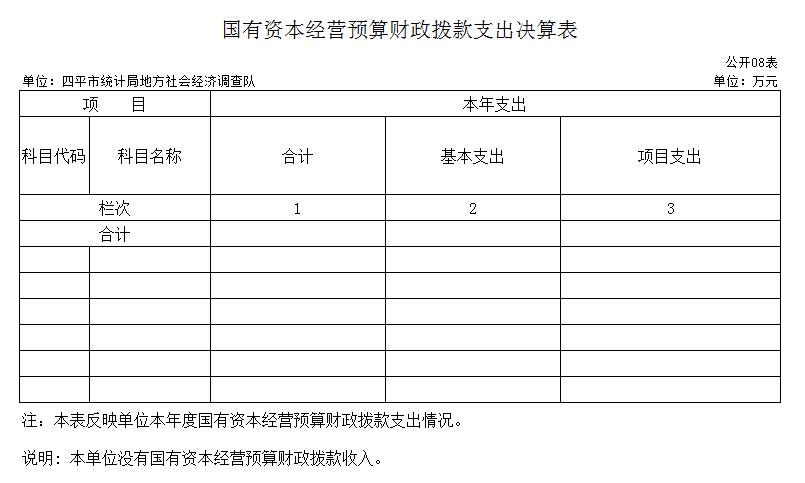 国有资本经营预算财政拨款支出决算表
公开08表
单位：四平市统计局地方社会经济调查队 单位：万元
项 目 本年支出
科目代码 科目名称 合计 基本支出 项目支出
栏次 1 2 3
合计
注：本表反映单位本年度国有资本经营预算财政拨款支出情况。
说明：本单位没有国有资本经营预算财政拨款收入。